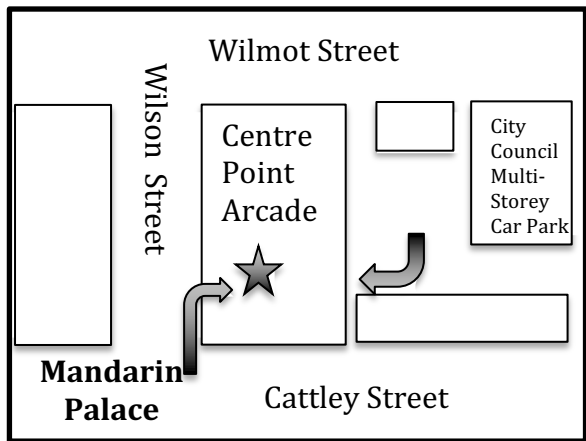 Wilmot Street
Wilson Street
Centre
Point
Arcade
City
Council
Multi-
Storey
Car Park
Mandarin
Palace
Cattley Street